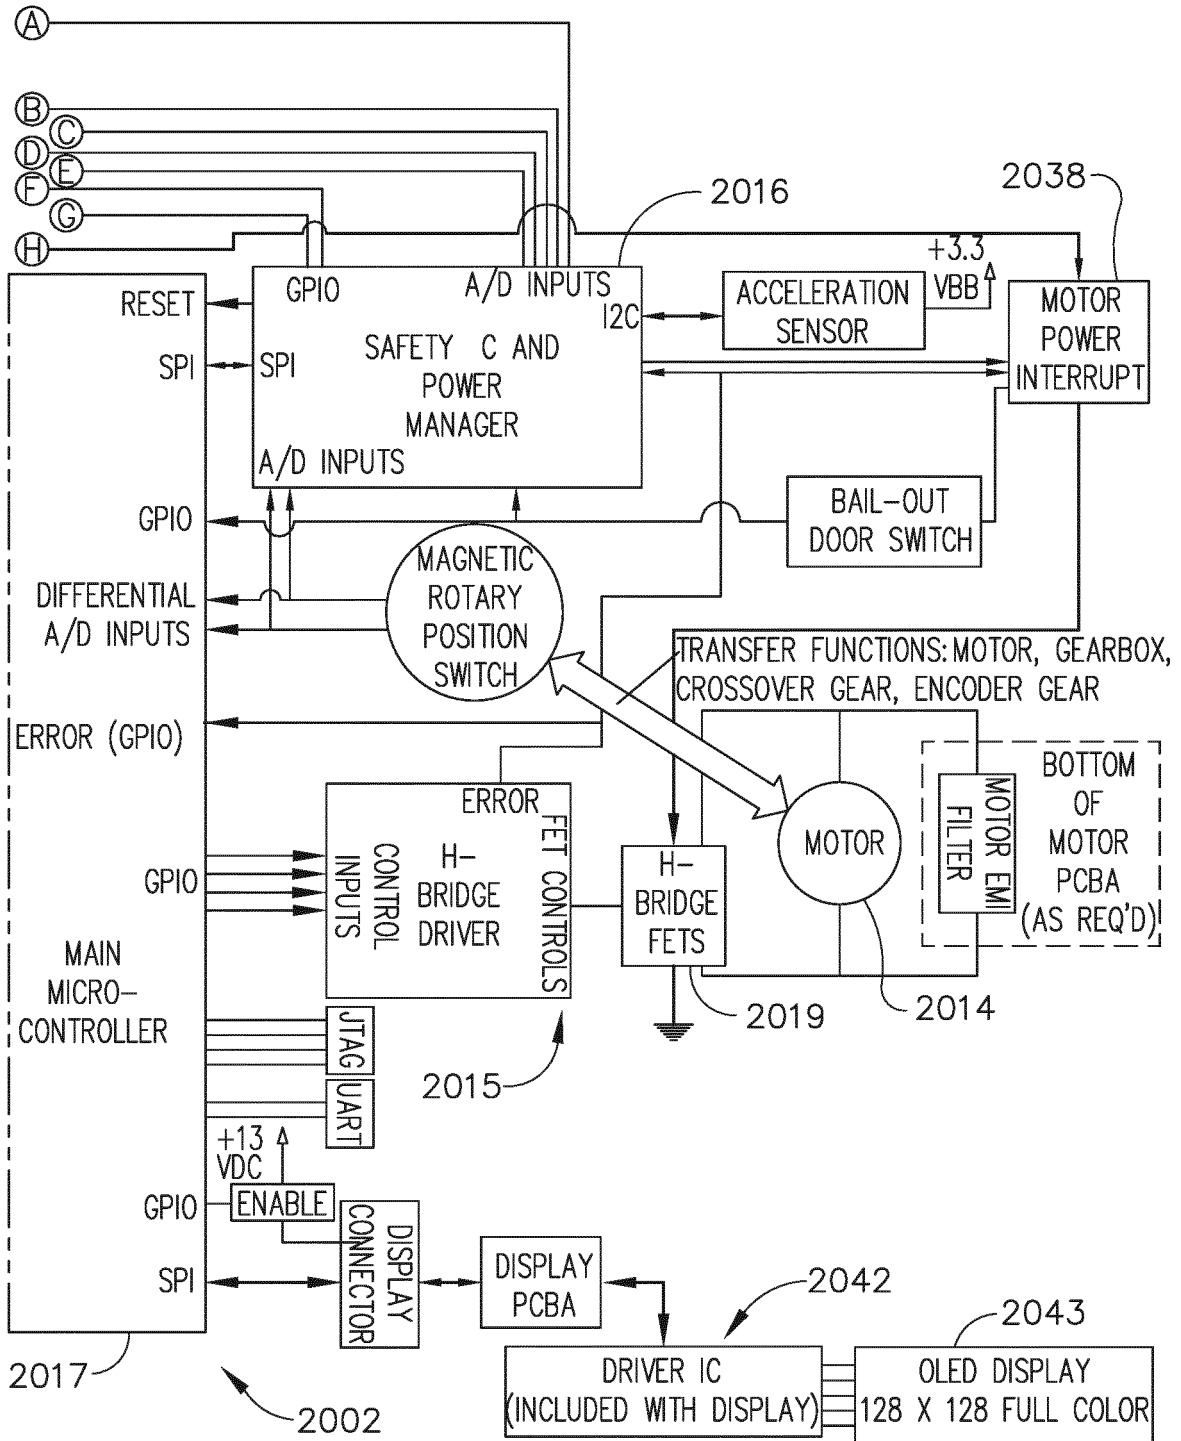 A
B
C
D
E
F
G
H
2016
2038
+3.3
VBB
GPIO
A/D INPUTS
I2C
SPI
SAFETY C AND
POWER
MANAGER
A/D INPUTS
ACCELERATION
SENSOR
MOTOR
POWER
INTERRUPT
RESET
SPI
GPIO
DIFFERENTIAL
A/D INPUTS
ERROR (GPIO)
GPIO
MAIN
MICRO-
CONTROLLER
GPIO
SPI
BAIL-OUT
DOOR SWITCH
MAGNETIC
ROTARY
POSITION
SWITCH
TRANSFER FUNCTIONS: MOTOR, GEARBOX,
CROSSOVER GEAR, ENCODER GEAR
ERROR
CONTROL
INPUTS
H-
BRIDGE
DRIVER
FET CONTROLS
H-
BRIDGE
FETS
MOTOR
MOTOR EMI
FILTER
BOTTOM
OF
MOTOR
PCBA
(AS REQ'D)
2019
2014
2015
JTAG
UART
+13
VDC
ENABLE
DISPLAY
CONNECTOR
DISPLAY
PCBA
2042
2043
DRIVER IC
(INCLUDED WITH DISPLAY)
OLED DISPLAY
128 X 128 FULL COLOR
2017
2002